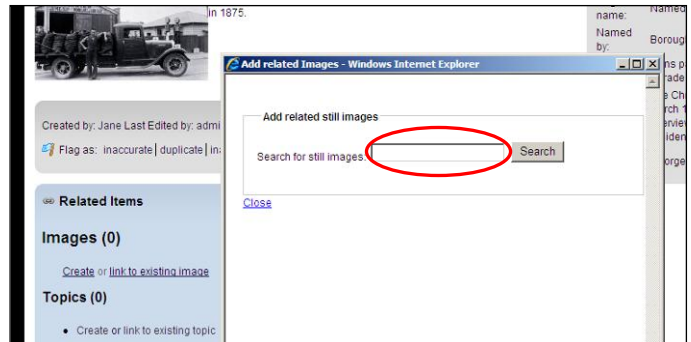 in 1875.
name:
Named
Named
by:
Borough
Add related Images - Windows Internet Explorer
Add related still images
Search for still images:
Search
Close
Created by: Jane Last Edited by: admi
Flag as: inaccurate | duplicate | in
Related Items
Images (0)
Create or link to existing image
Topics (0)
Create or link to existing topic